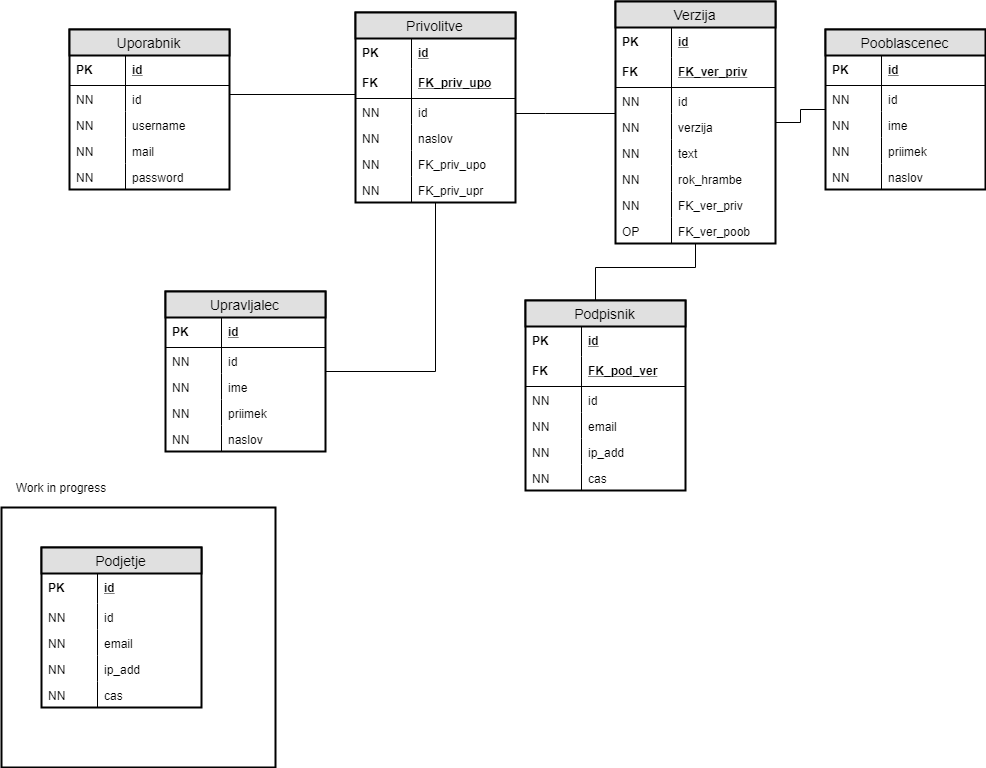 Uporabnik
PK id
NN id
NN username
NN mail
NN password
Privolitve
PK id
FK FK_priv_upo
NN id
NN naslov
NN FK_priv_upo
NN FK_priv_upr
Verzija
PK id
FK FK_ver_priv
NN id
NN verzija
NN text
NN rok_hrambe
NN FK_ver_priv
OP FK_ver_poob
Pooblascenec
PK id
NN id
NN ime
NN priimek
NN naslov
Upravljalec
PK id
NN id
NN ime
NN priimek
NN naslov
Podpisnik
PK id
FK FK_pod_ver
NN id
NN email
NN ip_add
NN cas
Work in progress
Podjetje
PK id
NN id
NN email
NN ip_add
NN cas